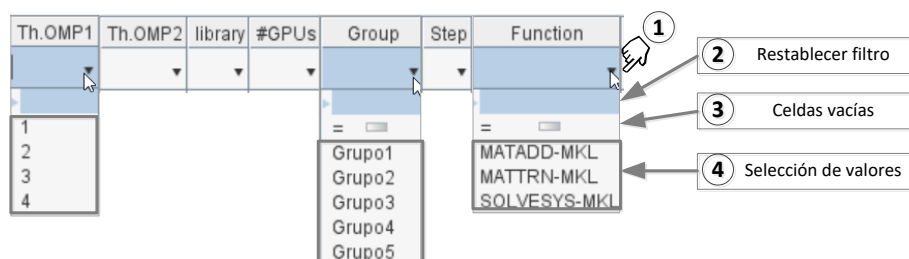 Th.OMP1 Th.OMP2 library #GPUs Group Step Function 1
2 Restablecer filtro
= = 3 Celdas vacías
1 Grupo1 MATADD-MKL
2 Grupo2 MATTRN-MKL 4 Selección de valores
3 Grupo3 SOLVESYS-MKL
4 Grupo4
Grupo5